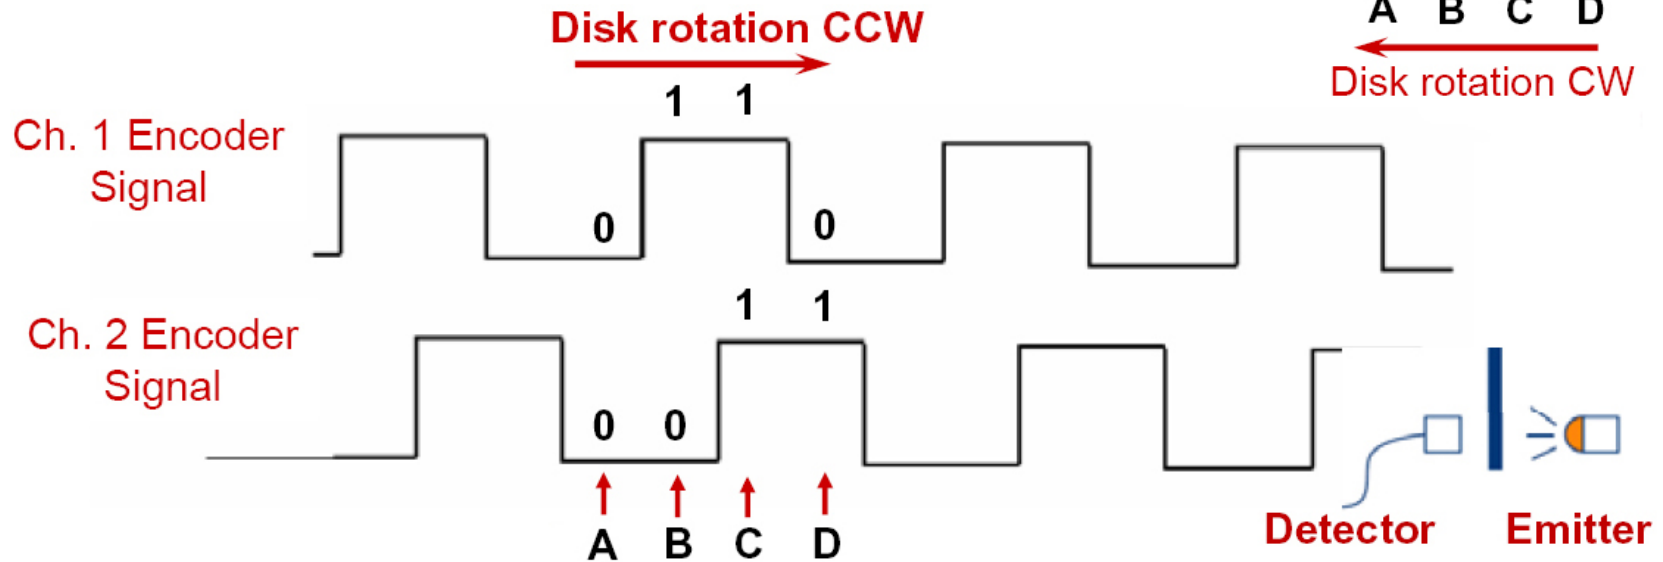 A B C D
Disk rotation CCW
Disk rotation CW
1 1
Ch. 1 Encoder
Signal
0 0
1 1
Ch. 2 Encoder
Signal
0 0
A B C D
Detector Emitter